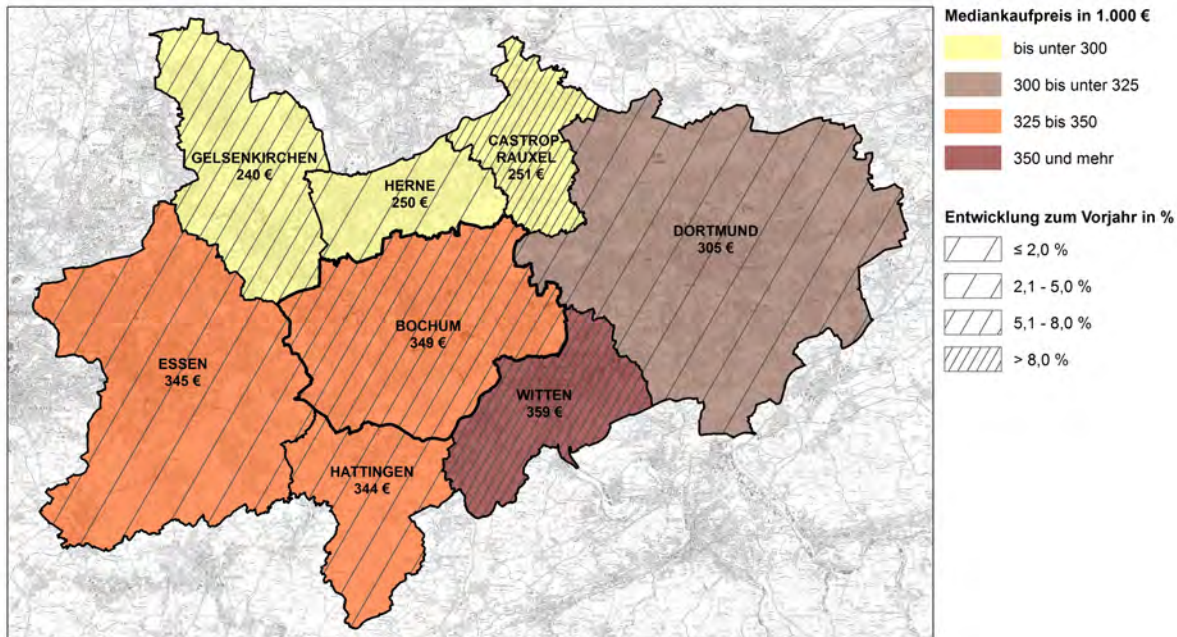 GELSENKIRCHEN
240 €
HERNE
250 €
CASTROP-
RAUXEL
251 €
DORTMUND
305 €
ESSEN
345 €
BOCHUM
349 €
WITTEN
359 €
HATTINGEN
344 €
Mediankaufpreis in 1.000 €
bis unter 300
300 bis unter 325
325 bis 350
350 und mehr
Entwicklung zum Vorjahr in %
≤ 2,0 %
2,1 - 5,0 %
5,1 - 8,0 %
> 8,0 %